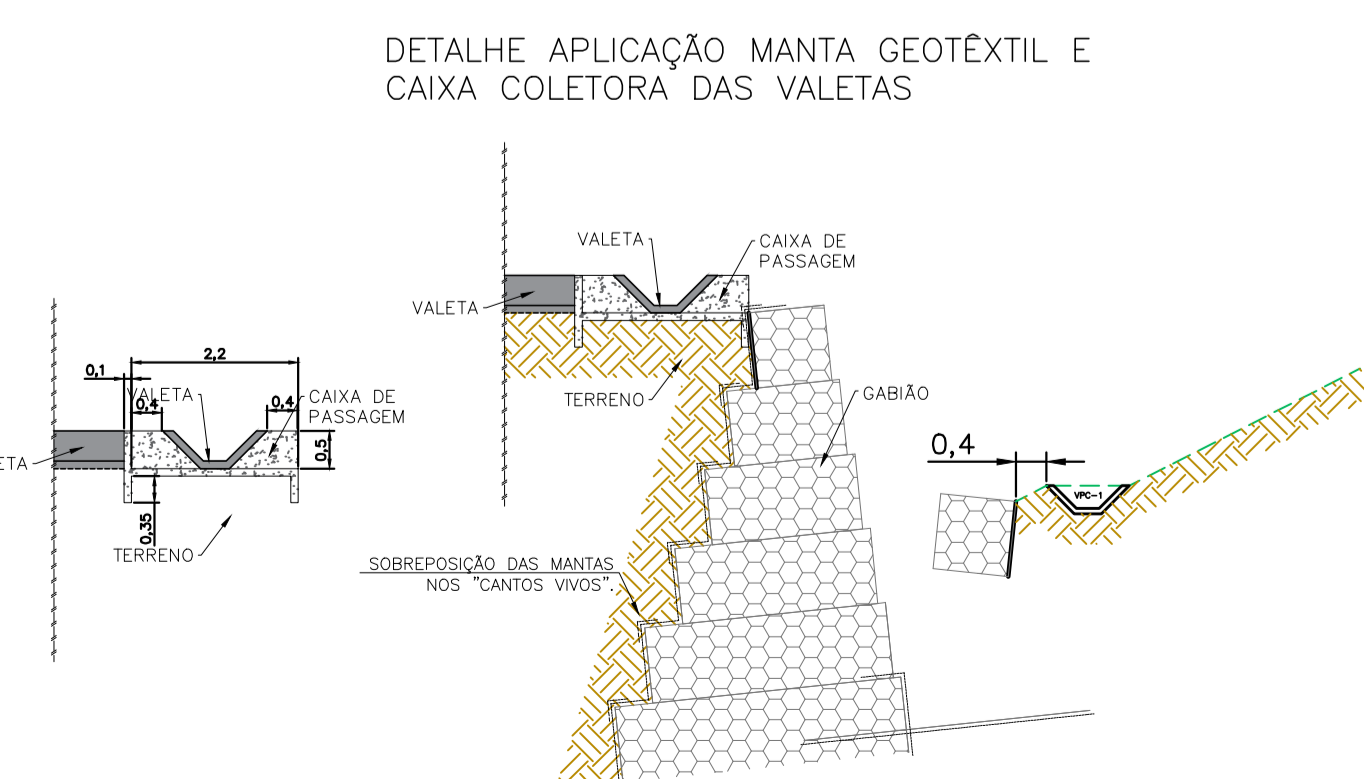 DETALHE APLICAÇÃO MANTA GEOTÊXTIL E
CAIXA COLETORA DAS VALETAS
VALETA
CAIXA DE
PASSAGEM
VALETA
TERRENO
GABIÃO
SOBREPOSIÇÃO DAS MANTAS
NOS "CANTOS VIVOS".
2,2
0,1
VALETA
0,4
0,4
CAIXA DE
PASSAGEM
0,5
ETA
0,35
TERRENO
0,4
VPC-1